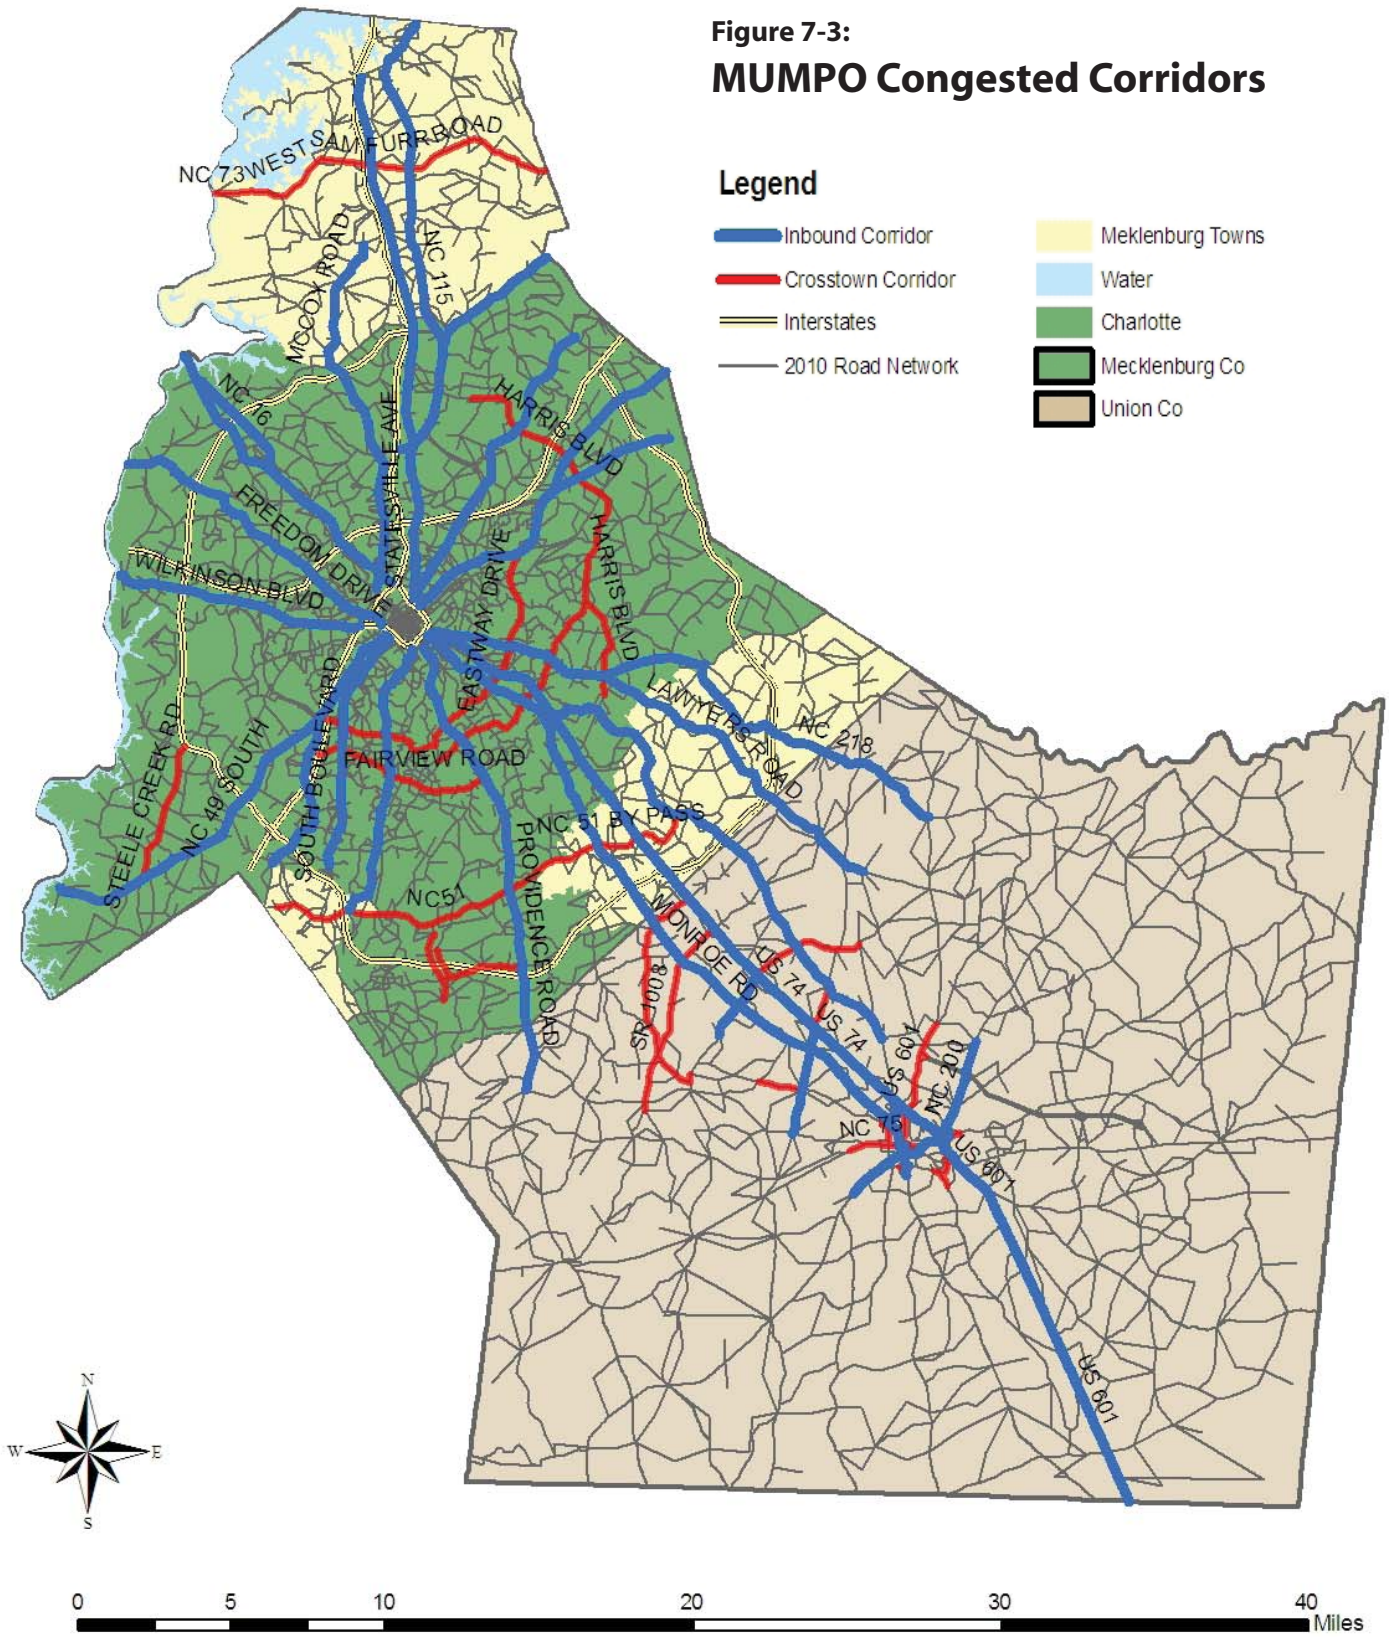 Figure 7-3:
MUMPO Congested Corridors
Legend
Inbound Corridor
Crosstown Corridor
Interstates
2010 Road Network
Meklenburg Towns
Water
Charlotte
Mecklenburg Co
Union Co
NC 73 WEST SAM FURR ROAD
MCCOY ROAD
NC 115
NC 16
STATESVILLE AVE
HARRIS BLVD
FREEDOM DRIVE
WILKINSON BLVD
EASTWAY DRIVE
HARRIS BLVD
STEELE CREEK RD
NC 49 SOUTH
SOUTH BOULEVARD
FAIRVIEW ROAD
LAWYERS ROAD
NC 218
NC 51 BY PASS
PROVIDENCE ROAD
NC51
MONROE RD
US 74
SR 1008
US 74
US 601
NC 200
NC 75
US 601
US 601
N
W
E
S
0
5
10
20
30
40
Miles